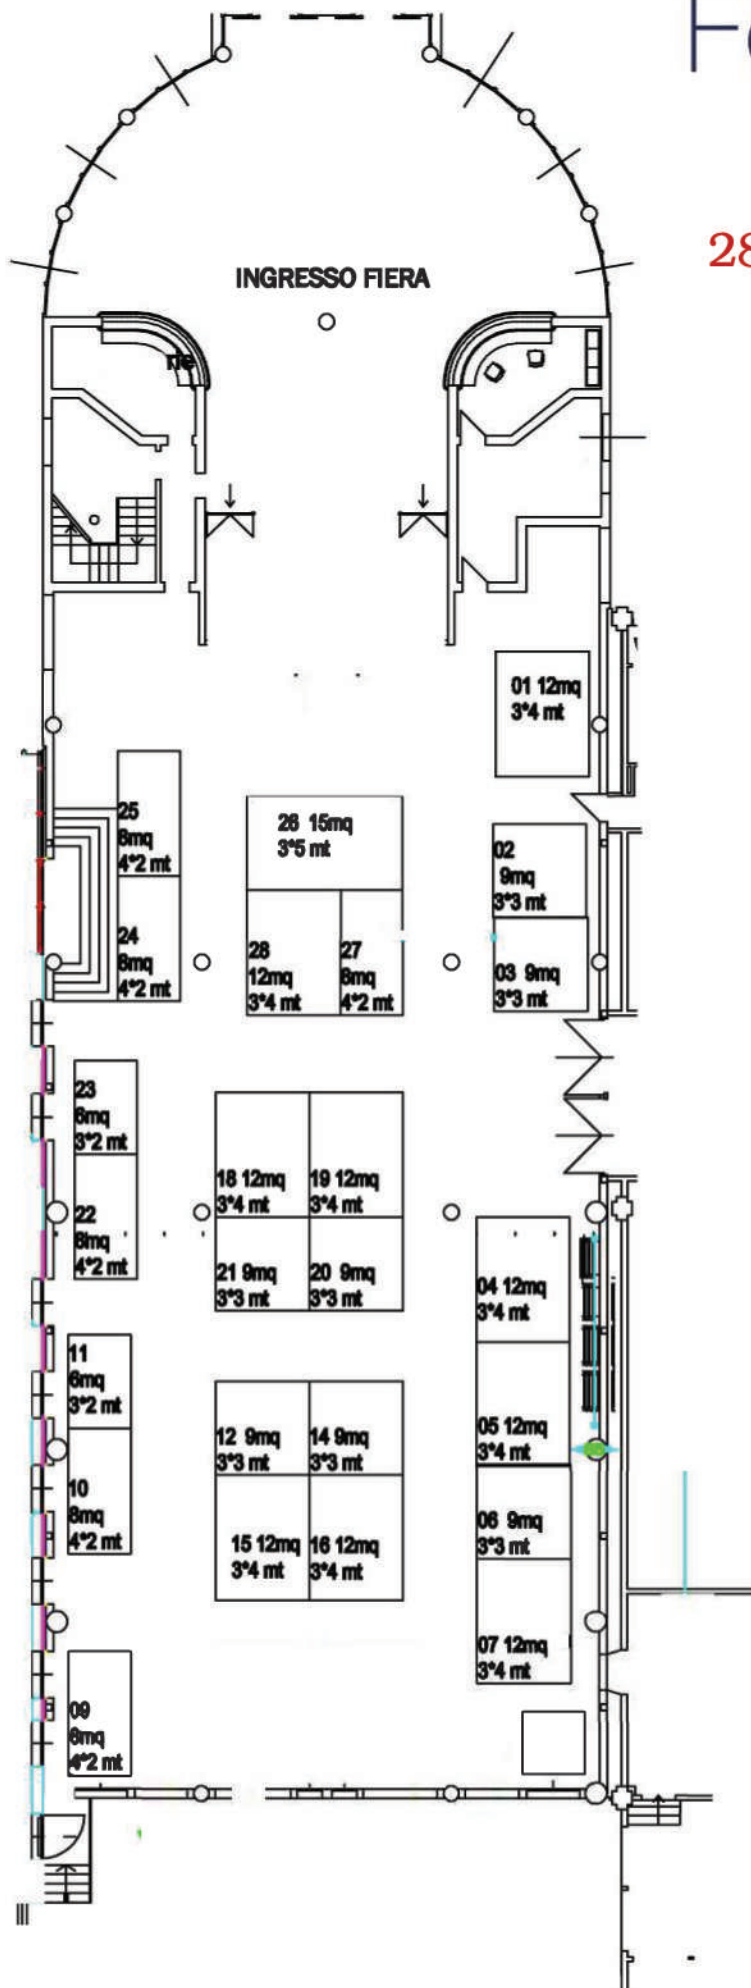 28
INGRESSO FIERA
01 12mq
3*4 mt
25
8mq
4*2 mt
26 15mq
3*5 mt
02
9mq
3*3 mt
24
8mq
4*2 mt
28
12mq
3*4 mt
27
8mq
4*2 mt
03 9mq
3*3 mt
23
6mq
3*2 mt
18 12mq
3*4 mt
19 12mq
3*4 mt
22
8mq
4*2 mt
21 9mq
3*3 mt
20 9mq
3*3 mt
04 12mq
3*4 mt
11
6mq
3*2 mt
12 9mq
3*3 mt
14 9mq
3*3 mt
05 12mq
3*4 mt
10
8mq
4*2 mt
15 12mq
3*4 mt
16 12mq
3*4 mt
06 9mq
3*3 mt
07 12mq
3*4 mt
09
8mq
4*2 mt